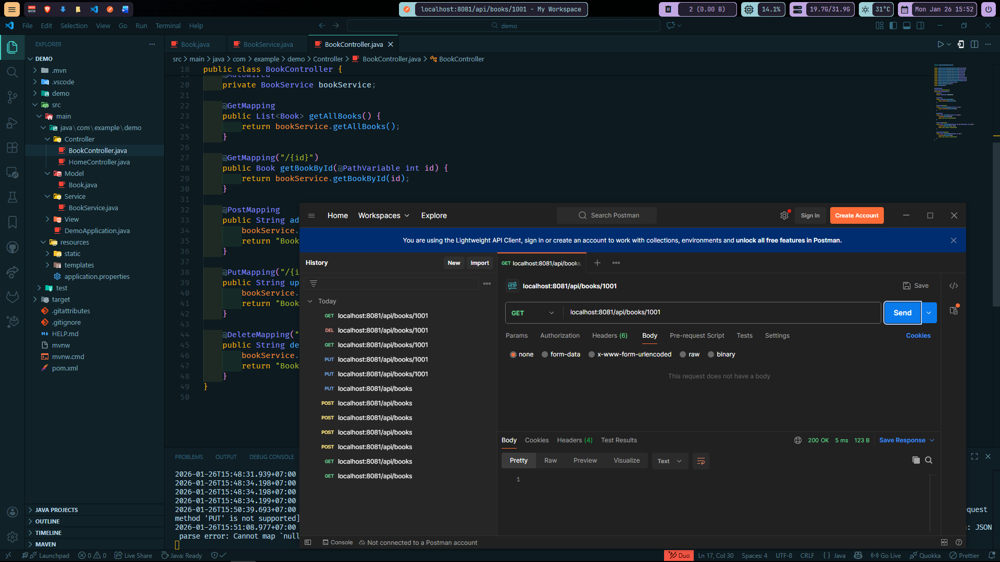 localhost:8081/api/books/1001 - My Workspace
2 (0.00 B)
14.1%
19.7G/31.9G
31°C
Mon Jan 26 15:52
File Edit Selection View Go Run Terminal Help
demo
EXPLORER
DEMO
.mvn
.vscode
demo
src
main
java\com\example\demo
Controller
BookController.java
HomeController.java
Model
Book.java
Service
BookService.java
View
DemoApplication.java
resources
static
templates
application.properties
test
target
.gitattributes
.gitignore
HELP.md
mvnw
mvnw.cmd
pom.xml
JAVA PROJECTS
OUTLINE
TIMELINE
MAVEN
Book.java
BookService.java
BookController.java
src > main > java > com > example > demo > Controller > BookController.java > BookController
18 public class BookController {
@Autowired
20 private BookService bookService;
21
22 @GetMapping
23 public List<Book> getAllBooks() {
24 return bookService.getAllBooks();
25 }
26
27 @GetMapping("/{id}")
28 public Book getBookById(@PathVariable int id) {
29 return bookService.getBookById(id);
30 }
31
32 @PostMapping
33 public String ad
34 bookService.
35 return "Book
36 }
37
38 @PutMapping("/{i
39 public String up
40 bookService.
41 return "Book
42 }
43
44 @DeleteMapping("
45 public String de
46 bookService.
47 return "Book
48 }
49 }
50
PROBLEMS OUTPUT DEBUG CONSOLE
2026-01-26T15:48:31.939+07:00
2026-01-26T15:48:34.198+07:00
2026-01-26T15:48:34.198+07:00
2026-01-26T15:48:34.199+07:00
2026-01-26T15:50:39.693+07:00
quest
method 'PUT' is not supported]
2026-01-26T15:51:08.977+07:00
: JSON
parse error: Cannot map `null
Home Workspaces Explore
Search Postman
Sign In
Create Account
You are using the Lightweight API Client, sign in or create an account to work with collections, environments and unlock all free features in Postman.
History
New
Import
Today
GET localhost:8081/api/books/1001
DEL localhost:8081/api/books/1001
GET localhost:8081/api/books/1001
PUT localhost:8081/api/books/1001
PUT localhost:8081/api/books/1001
PUT localhost:8081/api/books
POST localhost:8081/api/books
POST localhost:8081/api/books
POST localhost:8081/api/books
POST localhost:8081/api/books
GET localhost:8081/api/books
GET localhost:8081/api/books
GET localhost:8081/api/books
HTTP localhost:8081/api/books/1001
Save
GET localhost:8081/api/books/1001
Send
Params Authorization Headers (6) Body Pre-request Script Tests Settings Cookies
none form-data x-www-form-urlencoded raw binary
This request does not have a body
Body Cookies Headers (4) Test Results
200 OK 5 ms 123 B Save Response
Pretty Raw Preview Visualize Text
1
Console Not connected to a Postman account
Launchpad 0 0 Live Share Java: Ready
Duo Ln 17, Col 30 Spaces: 4 UTF-8 CRLF { } Java Go Live Quokka Prettier